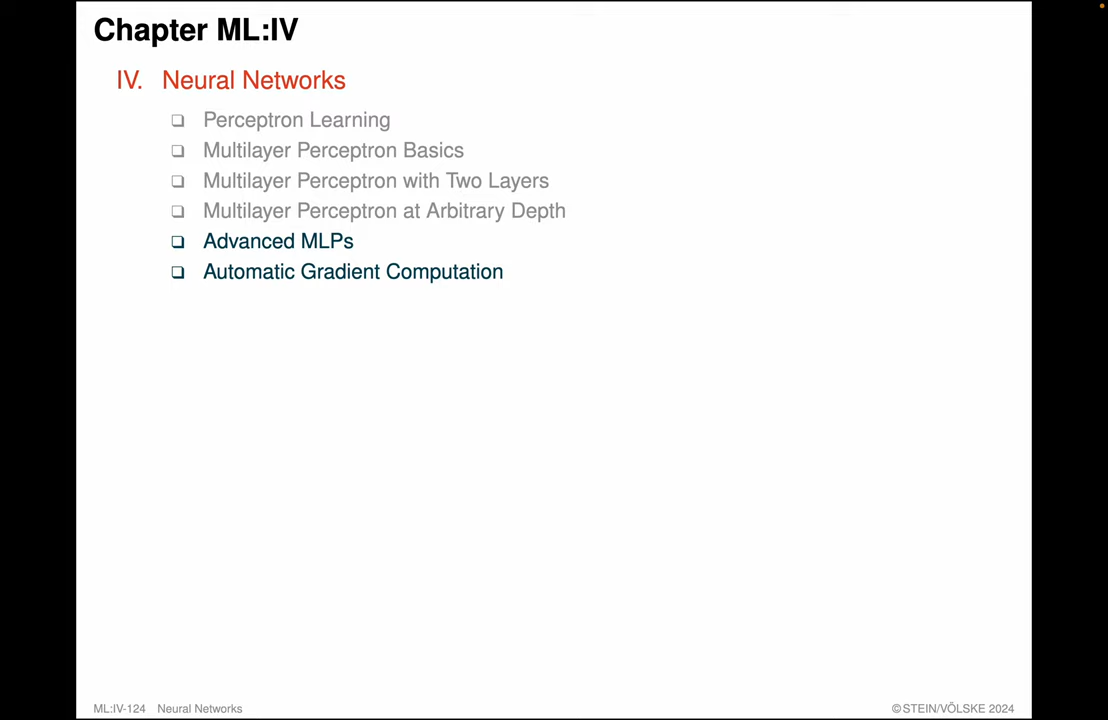 Chapter ML:IV
IV. Neural Networks
❑ Perceptron Learning
❑ Multilayer Perceptron Basics
❑ Multilayer Perceptron with Two Layers
❑ Multilayer Perceptron at Arbitrary Depth
❑ Advanced MLPs
❑ Automatic Gradient Computation
ML:IV-124 Neural Networks
©STEIN/VÖLSKE 2024